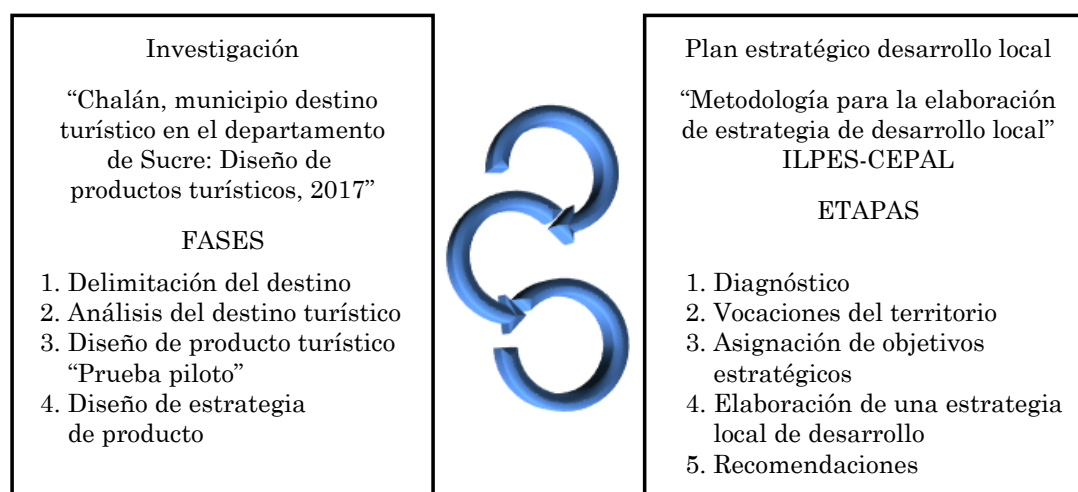 Investigación
“Chalán, municipio destino
turístico en el departamento
de Sucre: Diseño de
productos turísticos, 2017”
FASES
1. Delimitación del destino
2. Análisis del destino turístico
3. Diseño de producto turístico
“Prueba piloto”
4. Diseño de estrategia
de producto
Plan estratégico desarrollo local
“Metodología para la elaboración
de estrategia de desarrollo local”
ILPES-CEPAL
ETAPAS
1. Diagnóstico
2. Vocaciones del territorio
3. Asignación de objetivos
estratégicos
4. Elaboración de una estrategia
local de desarrollo
5. Recomendaciones